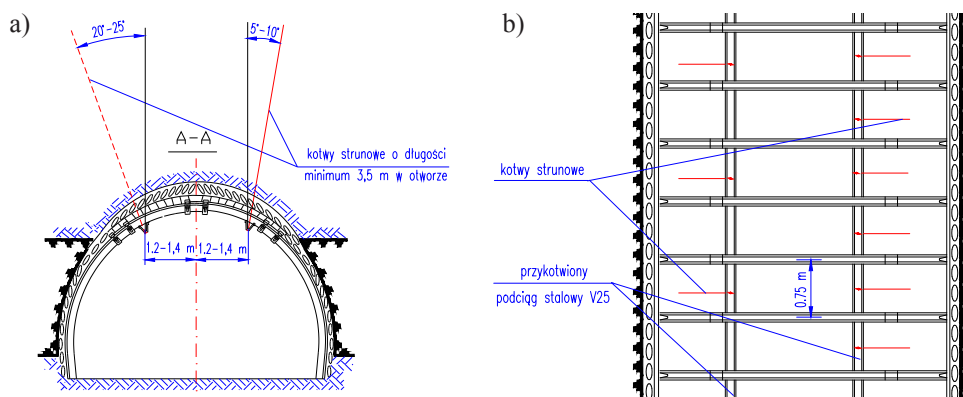 a)
20°-25°
5°-10°
A-A
kotwy strunowe o długości
minimum 3,5 m w otworze
1,2-1,4 m
1,2-1,4 m
b)
kotwy strunowe
przykotwiony
podciąg stalowy V25
0.75 m